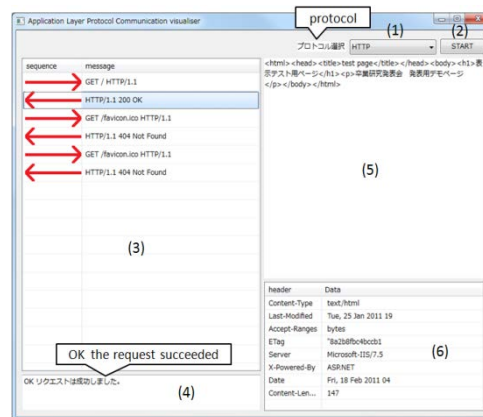 Application Layer Protocol Communication visualiser
protocol
(1)
(2)
プロトコル選択
HTTP
START
sequence
message
GET / HTTP/1.1
HTTP/1.1 200 OK
GET /favicon.ico HTTP/1.1
HTTP/1.1 404 Not Found
GET /favicon.ico HTTP/1.1
HTTP/1.1 404 Not Found
(3)
OK the request succeeded
OK リクエストは成功しました。
(4)
<html> <head> <title>test page</title> </head> <body> <h1>表
示テスト用ページ</h1> <p>卒業研究発表会 発表用デモページ
</p> </body> </html>
(5)
header Data
Content-Type text/html
Last-Modified Tue, 25 Jan 2011 19
Accept-Ranges bytes
ETag "8a2b8fbc4bccb1
Server Microsoft-IIS/7.5
X-Powered-By ASP.NET
Date Fri, 18 Feb 2011 04
Content-Len... 147
(6)